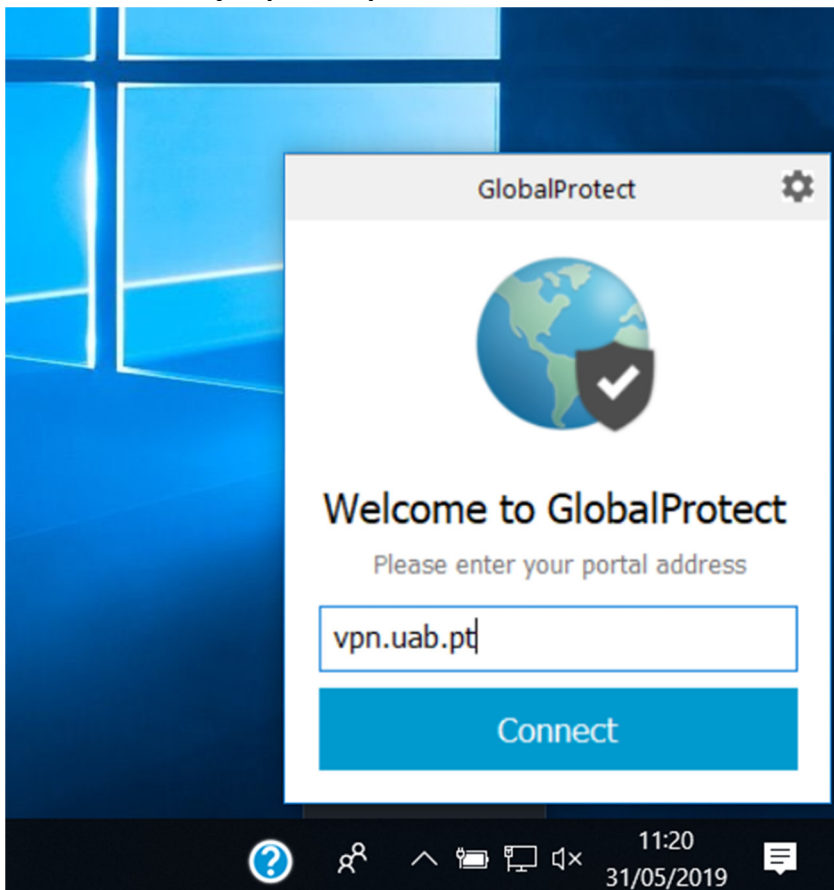 GlobalProtect
Welcome to GlobalProtect
Please enter your portal address
vpn.uab.pt
Connect
?
11:20
31/05/2019